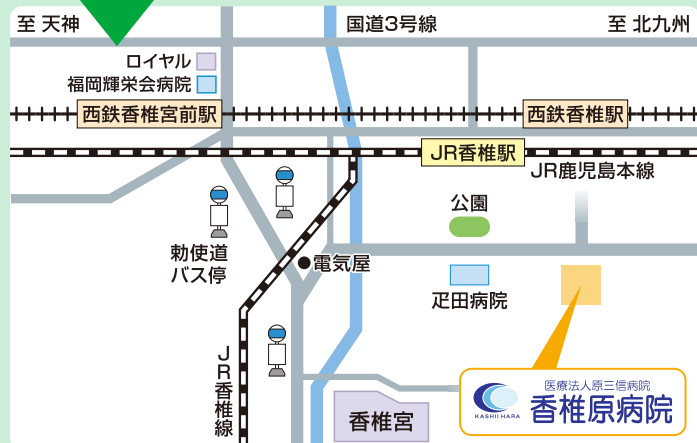 至 天神
国道3号線
至 北九州
ロイヤル
福岡輝栄会病院
西鉄香椎宮前駅
西鉄香椎駅
JR香椎駅
JR鹿児島本線
公園
勅使道
バス停
電気屋
疋田病院
JR香椎線
香椎宮
医療法人原三信病院
香椎原病院
KASHII HARA